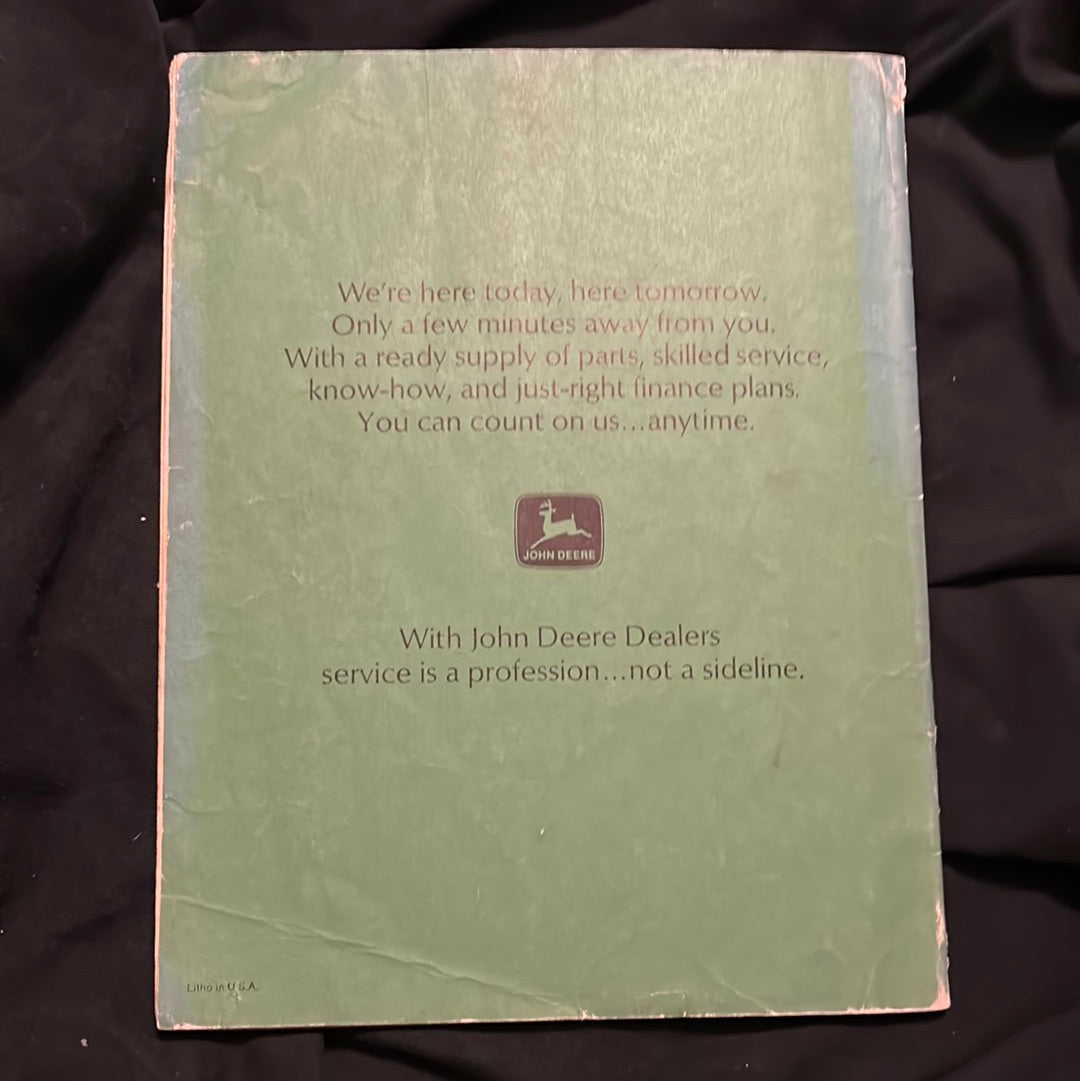 We're here today, here tomorrow.
Only a few minutes away from you.
With a ready supply of parts, skilled service,
know-how, and just-right finance plans.
You can count on us...anytime.
JOHN DEERE
With John Deere Dealers
service is a profession...not a sideline.
Litho in U.S.A.